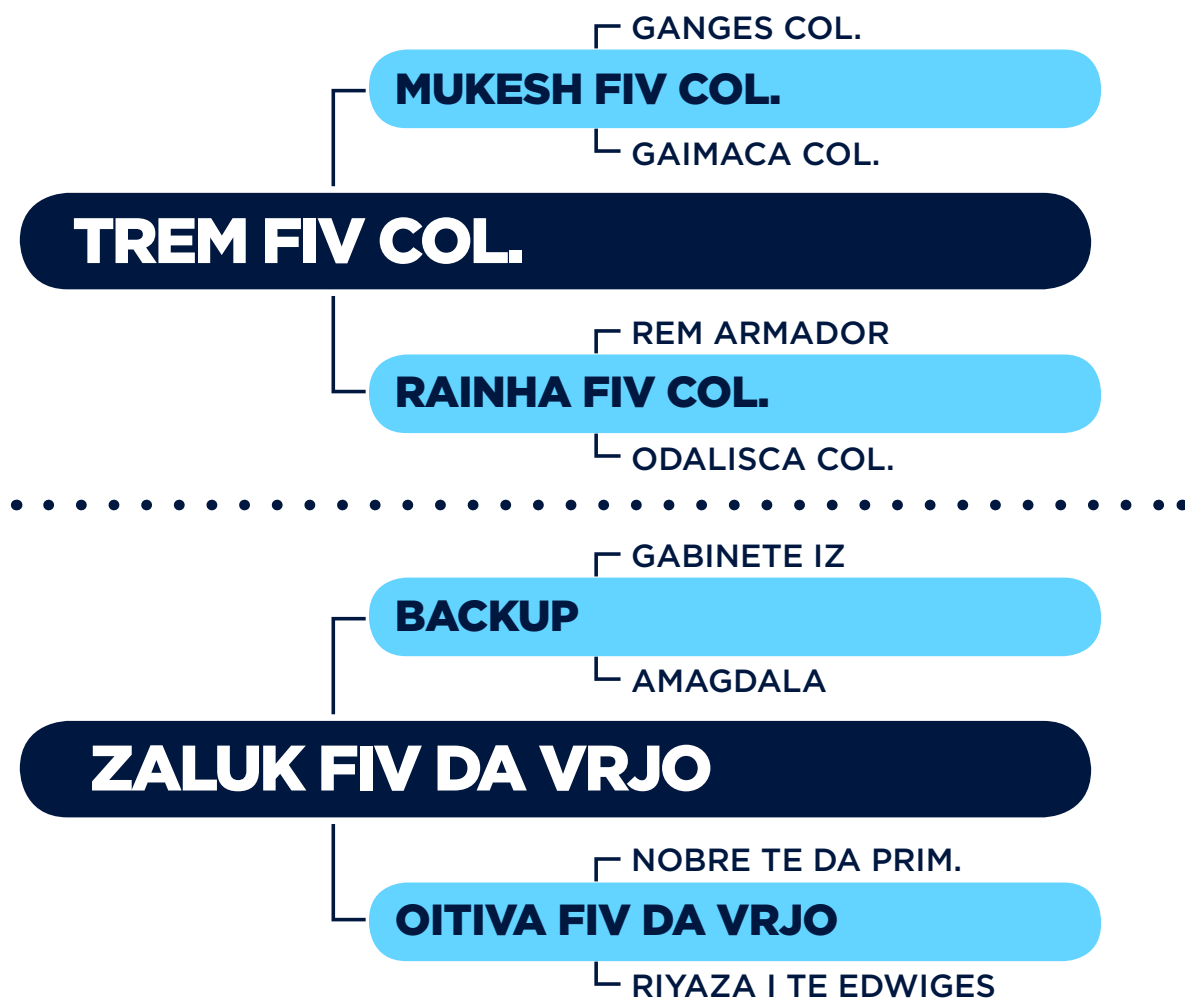 GANGES COL.
MUKESH FIV COL.
GAIMACA COL.
TREM FIV COL.
REM ARMADOR
RAINHA FIV COL.
ODALISCA COL.
GABINETE IZ
BACKUP
AMAGDALA
ZALUK FIV DA VRJO
NOBRE TE DA PRIM.
OITIVA FIV DA VRJO
RIYAZA I TE EDWIGES